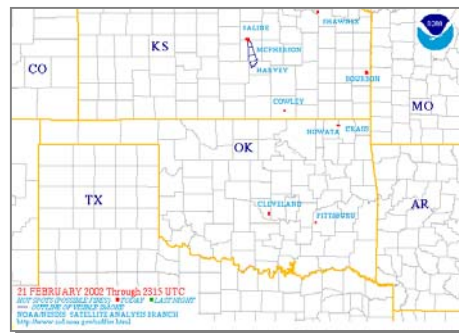 NOAA
SHAWNEE
SALINE
KS
MCPHERSON
CO
HARVEY
BOURBON
MO
COWLEY
NOWATA CRAIG
OK
TX
AR
CLEVELAND
PITTSBURG
21 FEBRUARY 2002 Through 2315 UTC
HOT SPOTS (POSSIBLE FIRES) TODAY LAST NIGHT
OUTLINE OF VISIBLE SMOKE
NOAA/NESDIS SATELLITE ANALYSIS BRANCH